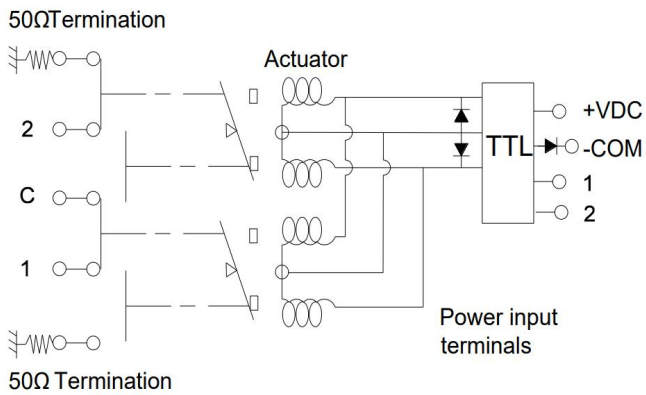 50ΩTermination
Actuator
2
C
1
50Ω Termination
TTL
+VDC
-COM
1
2
Power input
terminals